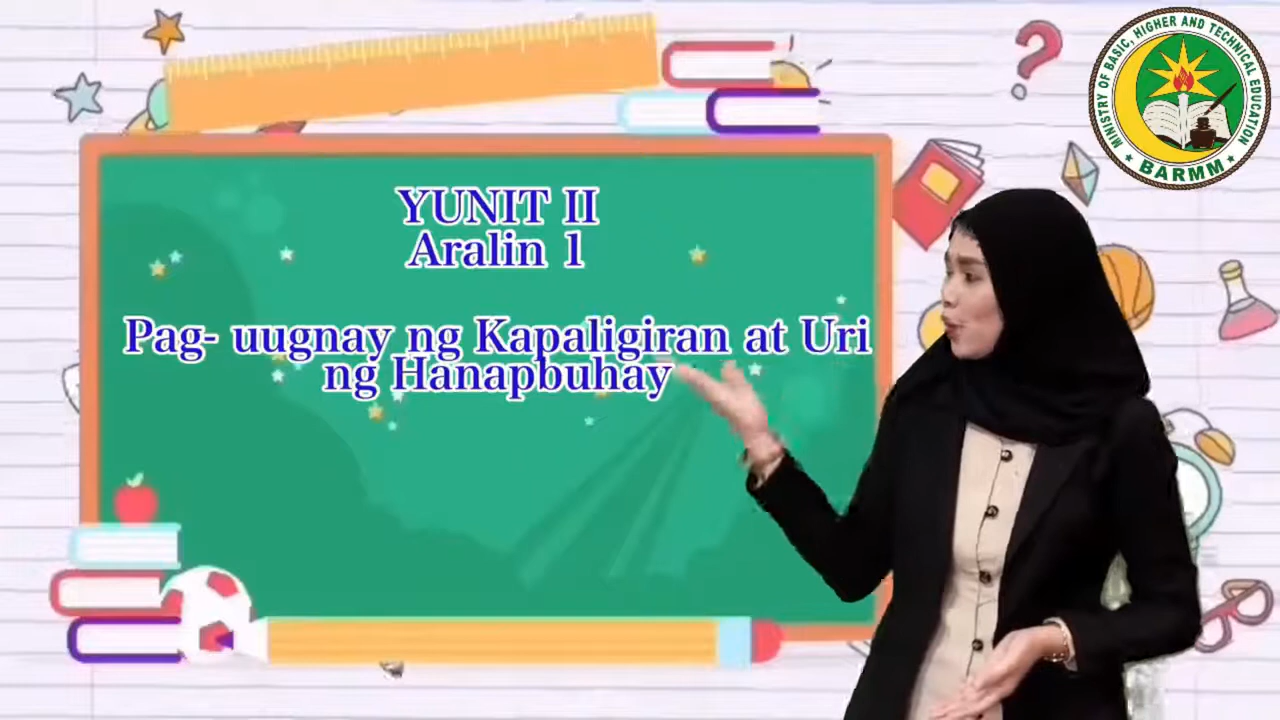 YUNIT II
Aralin 1
Pag- uugnay ng Kapaligiran at Uri
ng Hanapbuhay
MINISTRY OF BASIC, HIGHER AND TECHNICAL EDUCATION
BARMM